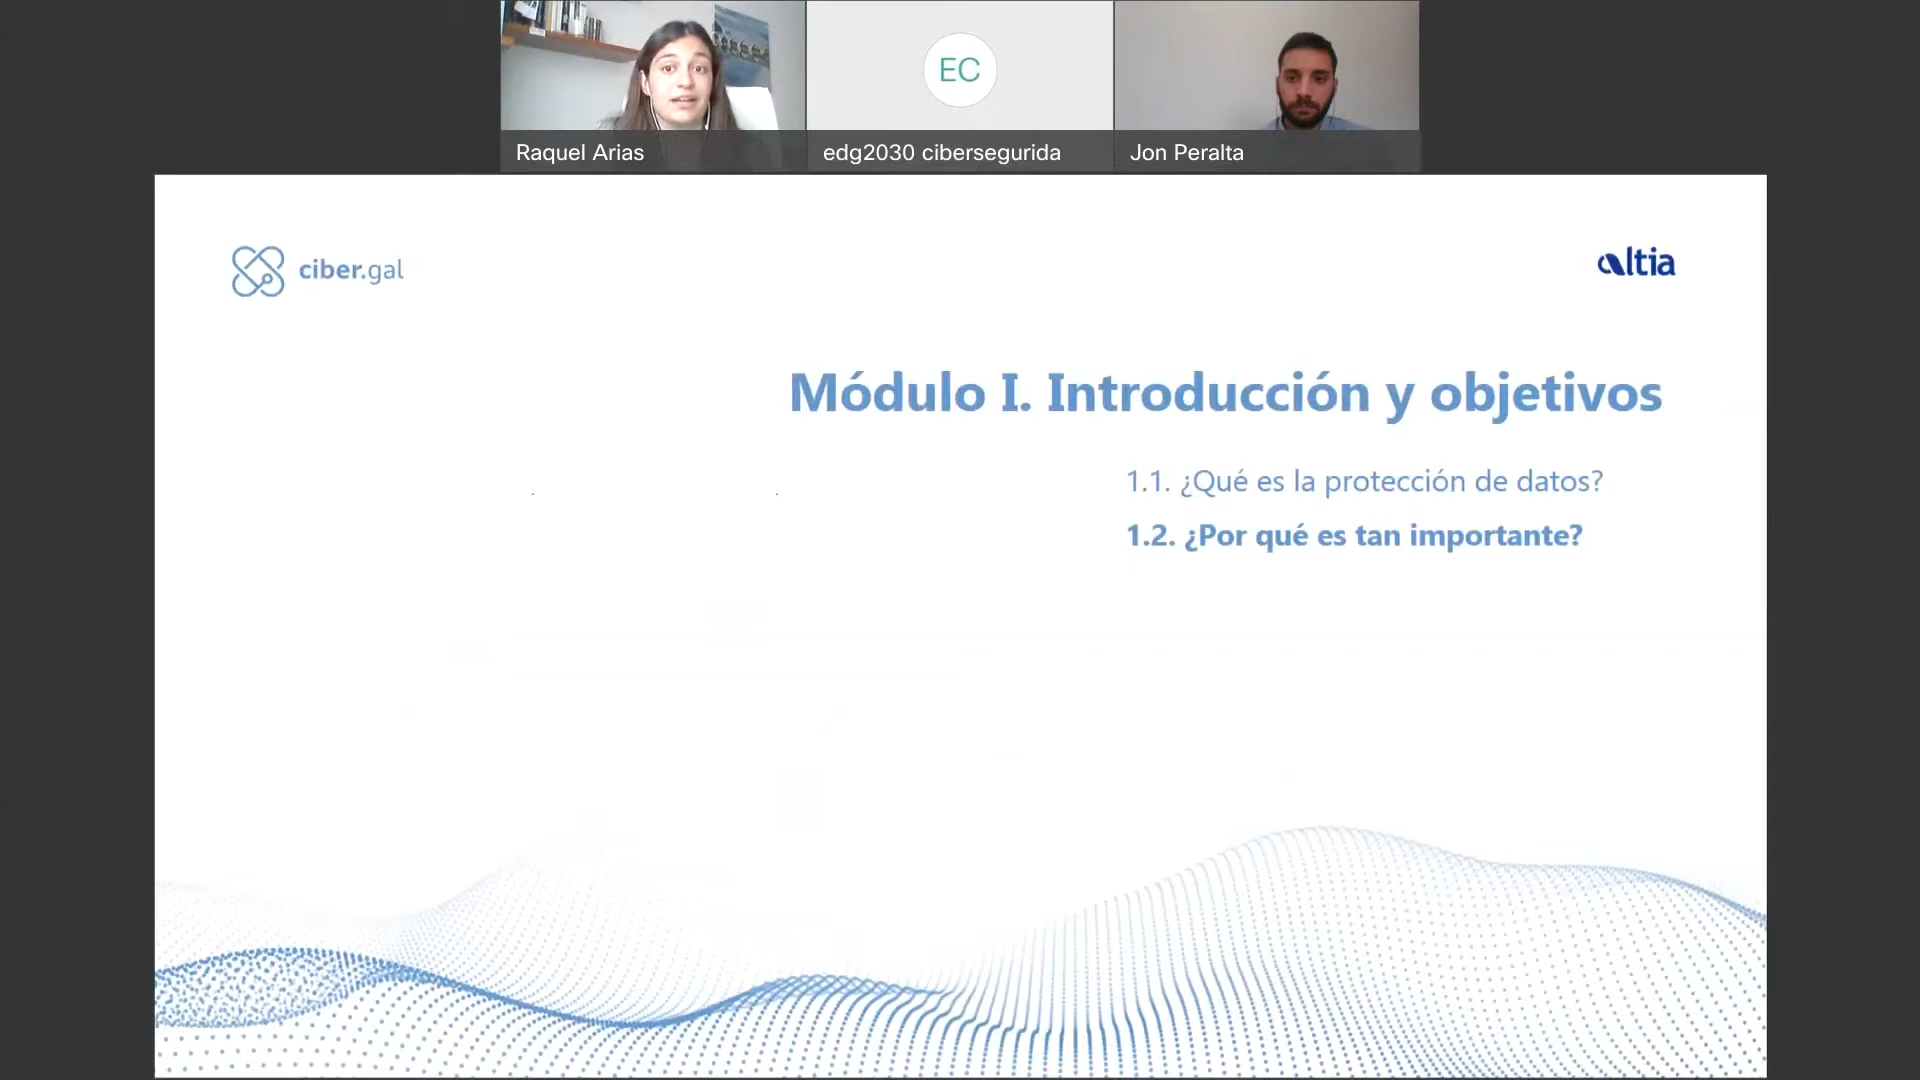 EC
Raquel Arias
edg2030 cibersegurida
Jon Peralta
ciber.gal
altia
Módulo I. Introducción y objetivos
1.1. ¿Qué es la protección de datos?
1.2. ¿Por qué es tan importante?